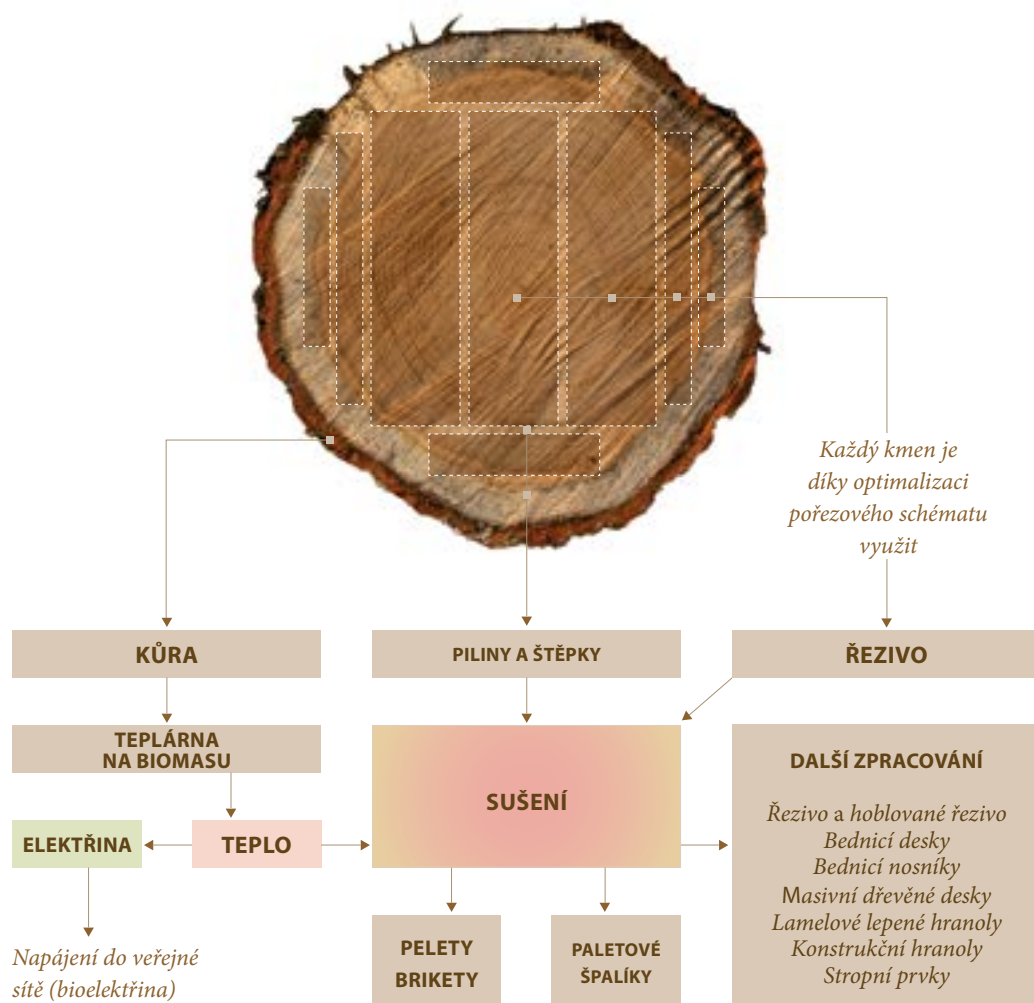 Každý kmen je
díky optimalizaci
pořezového schématu
využit
KŮRA
PILINY A ŠTĚPKY
ŘEZIVO
TEPLÁRNA
NA BIOMASU
SUŠENÍ
DALŠÍ ZPRACOVÁNÍ
Řezivo a hoblované řezivo
Bednicí desky
Bednicí nosníky
Masivní dřevěné desky
Lamelové lepené hranoly
Konstrukční hranoly
Stropní prvky
ELEKTŘINA
TEPLO
Napájení do veřejné
sítě (bioelektřina)
PELETY
BRIKETY
PALETOVÉ
ŠPALÍKY